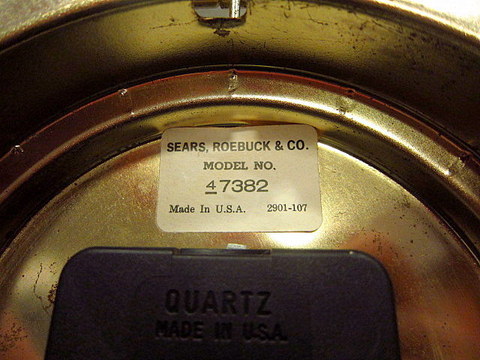 SEARS, ROEBUCK & CO.
MODEL NO.
47382
Made In U.S.A. 2901-107
QUARTZ
MADE IN U.S.A.